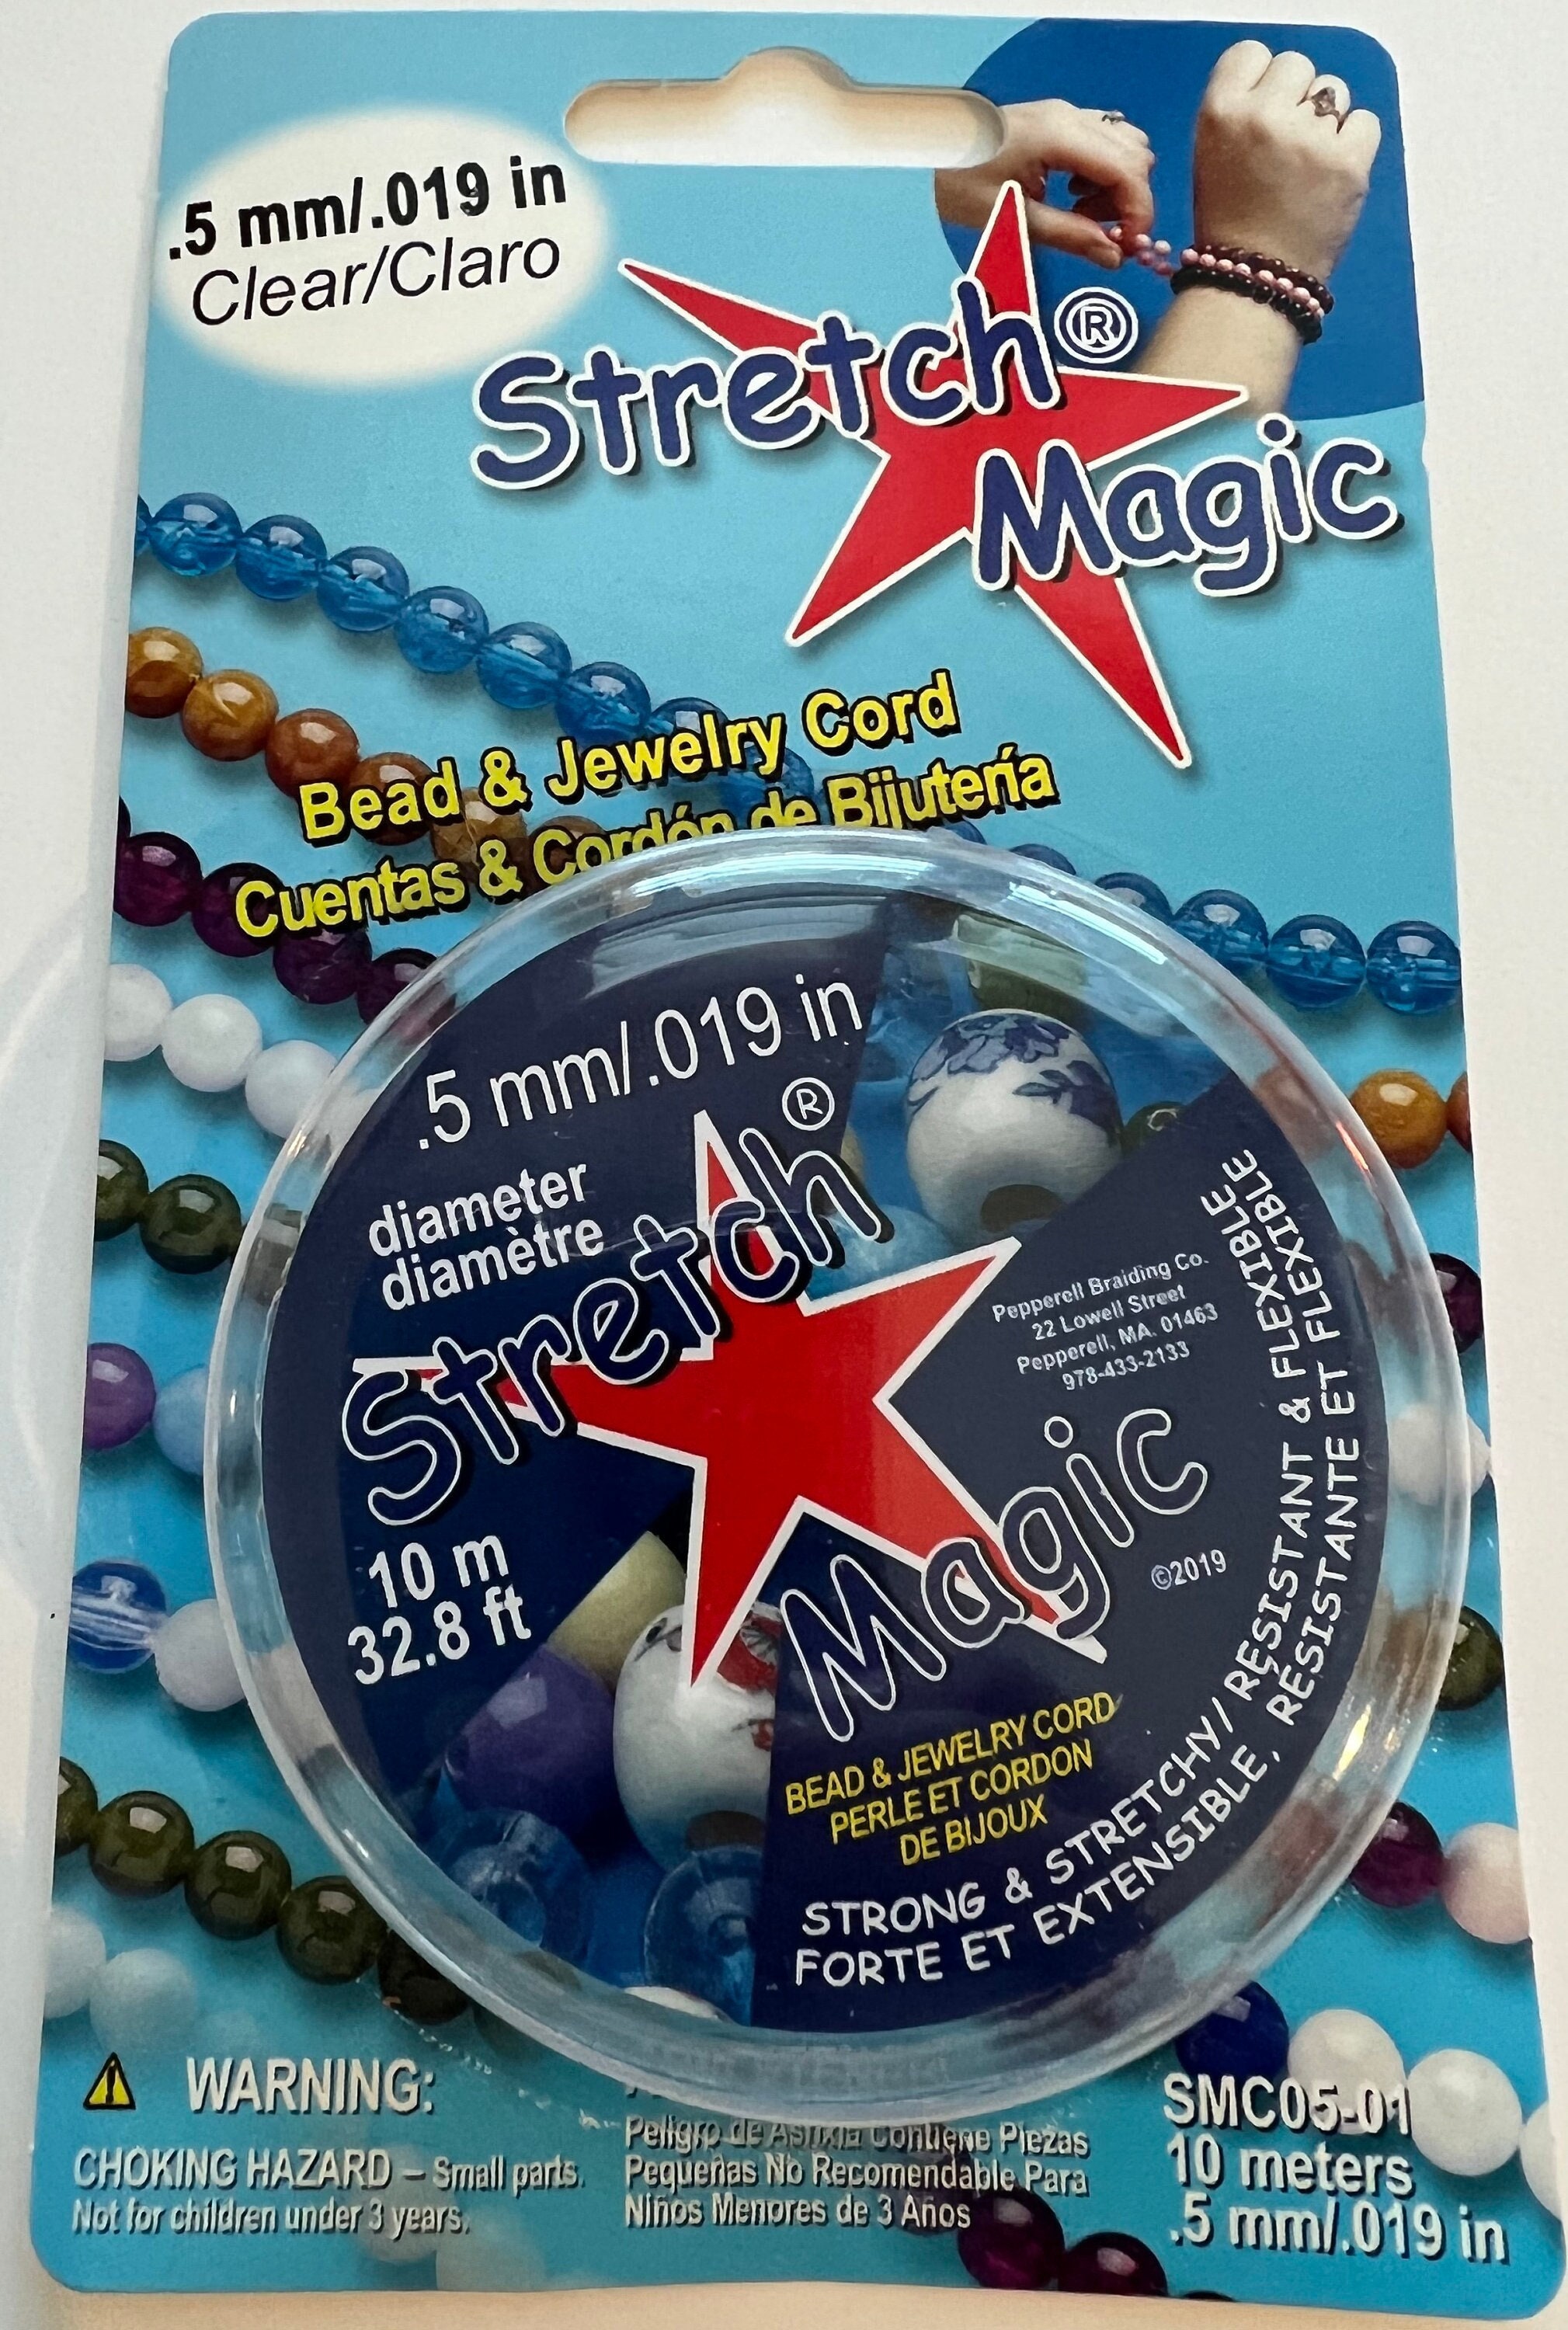 .5 mm/.019 in
Clear/Claro
Stretch®
Magic
Bead & Jewelry Cord
Cuentas & Cordón de Bijutería
.5 mm/.019 in
diameter
diamètre
Stretch®
Magic
10 m
32.8 ft
Pepperell Braiding Co.
22 Lowell Street
Pepperell, MA. 01463
978-433-2133
©2019
BEAD & JEWELRY CORD
PERLE ET CORDON
DE BIJOUX
STRONG & STRETCHY/ RESISTANT & FLEXIBLE
FORTE ET EXTENSIBLE, RÉSISTANTE ET FLEXIBLE
WARNING:
CHOKING HAZARD – Small parts.
Not for children under 3 years.
Peligro de Asfixia Contiene Piezas
Pequeñas No Recomendable Para
Niños Menores de 3 Años
SMC05-01
10 meters
.5 mm/.019 in